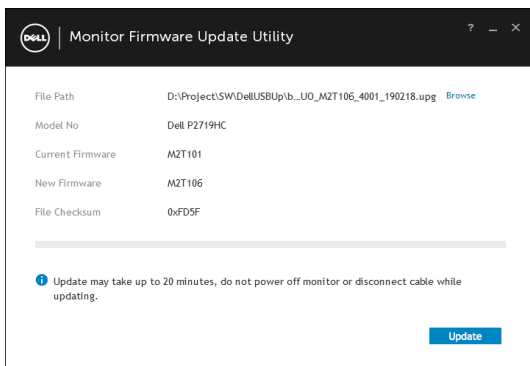 DELL Monitor Firmware Update Utility ? _ ×
File Path D:\Project\SW\DellUSBUp\b...UO_M2T106_4001_190218.upg Browse
Model No Dell P2719HC
Current Firmware M2T101
New Firmware M2T106
File Checksum 0xFD5F
Update may take up to 20 minutes, do not power off monitor or disconnect cable while
updating.
Update